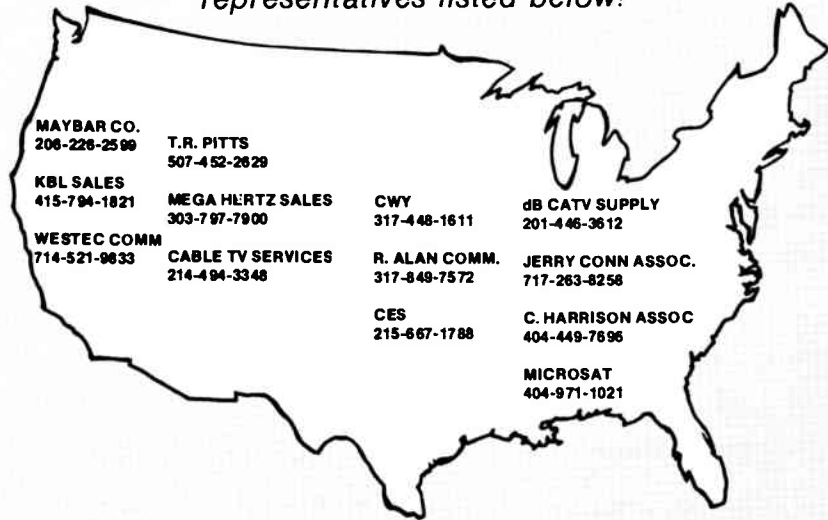 representatives listed below:
MAYBAR CO.
206-226-2599
KBL SALES
415-794-1821
WESTEC COMM
714-521-9833
T.R. PITTS
507-452-2629
MEGA HERTZ SALES
303-797-7900
CABLE TV SERVICES
214-494-3348
CWY
317-448-1611
R. ALAN COMM.
317-849-7572
CES
215-667-1788
dB CATV SUPPLY
201-446-3612
JERRY CONN ASSOC.
717-263-8258
C. HARRISON ASSOC
404-449-7696
MICROSAT
404-971-1021